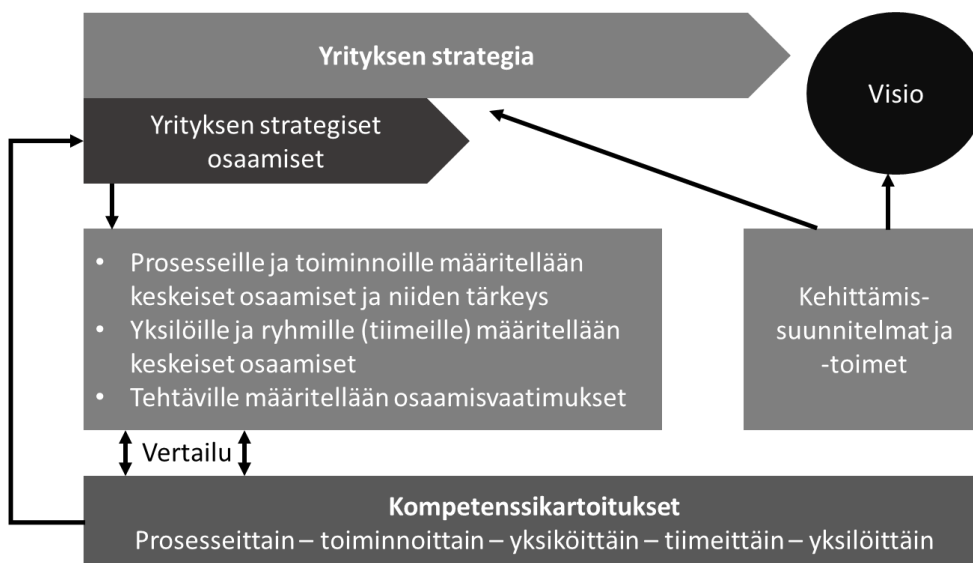 Yrityksen strategia
Visio
Yrityksen strategiset
osaamiset
• Prosesseille ja toiminnoille määritellään
keskeiset osaamiset ja niiden tärkeys
• Yksilöille ja ryhmille (tiimeille) määritellään
keskeiset osaamiset
• Tehtäville määritellään osaamisvaatimukset
Kehittämis-
suunnitelmat ja
-toimet
Vertailu
Kompetenssikartoitukset
Prosesseittain – toiminnoittain – yksiköittäin – tiimeittäin – yksilöittäin